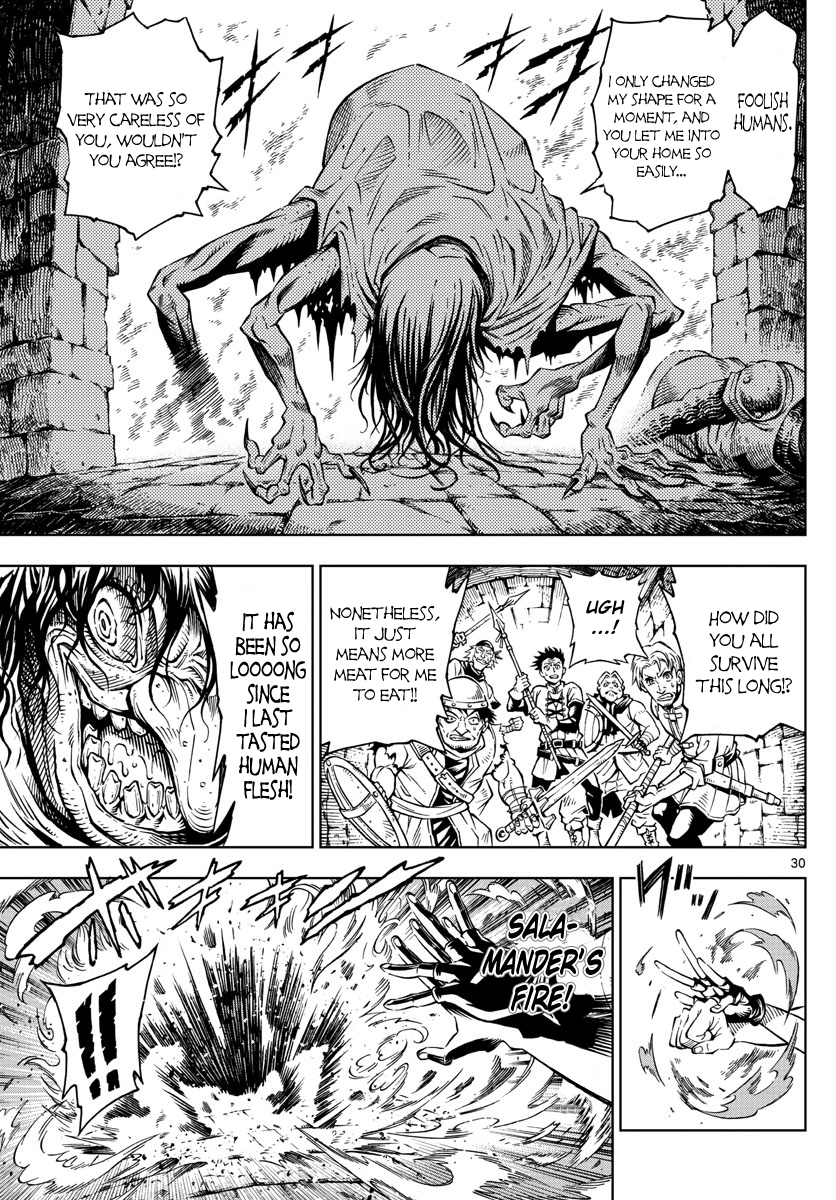 FOOLISH
HUMANS.
I ONLY CHANGED
MY SHAPE FOR A
MOMENT, AND
YOU LET ME INTO
YOUR HOME SO
EASILY...
THAT WAS SO
VERY CARELESS OF
YOU, WOULDN'T
YOU AGREE!?
HOW DID
YOU ALL
SURVIVE
THIS LONG!?
UGH
...!
NONETHELESS,
IT JUST
MEANS MORE
MEAT FOR ME
TO EAT!!
IT HAS
BEEN SO
LOOOONG
SINCE
I LAST
TASTED
HUMAN
FLESH!
30
SALA-
MANDER'S
FIRE!
!!